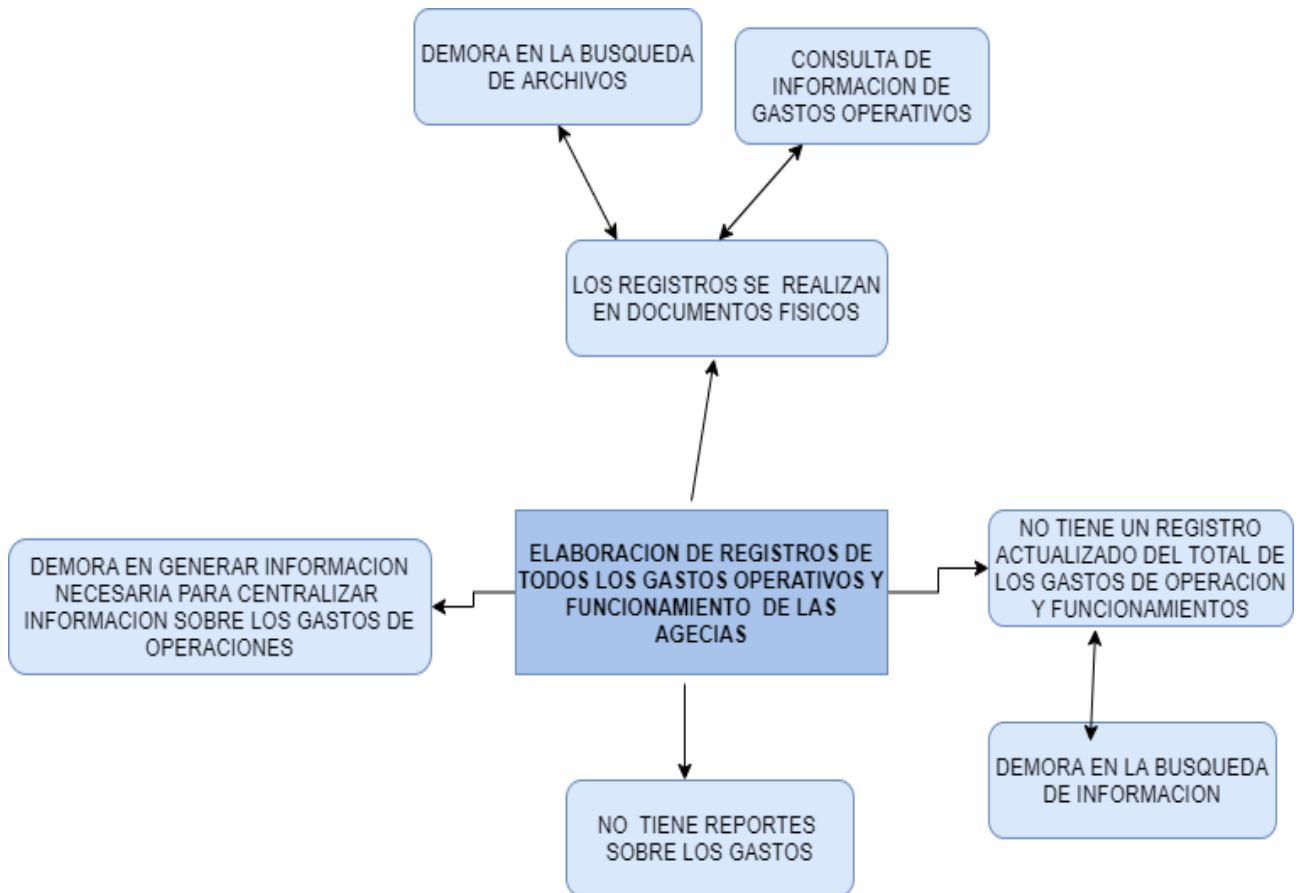 DEMORA EN LA BUSQUEDA
DE ARCHIVOS
CONSULTA DE
INFORMACION DE
GASTOS OPERATIVOS
LOS REGISTROS SE REALIZAN
EN DOCUMENTOS FISICOS
DEMORA EN GENERAR INFORMACION
NECESARIA PARA CENTRALIZAR
INFORMACION SOBRE LOS GASTOS DE
OPERACIONES
ELABORACION DE REGISTROS DE
TODOS LOS GASTOS OPERATIVOS Y
FUNCIONAMIENTO DE LAS
AGECIAS
NO TIENE UN REGISTRO
ACTUALIZADO DEL TOTAL DE
LOS GASTOS DE OPERACION
Y FUNCIONAMIENTOS
DEMORA EN LA BUSQUEDA
DE INFORMACION
NO TIENE REPORTES
SOBRE LOS GASTOS